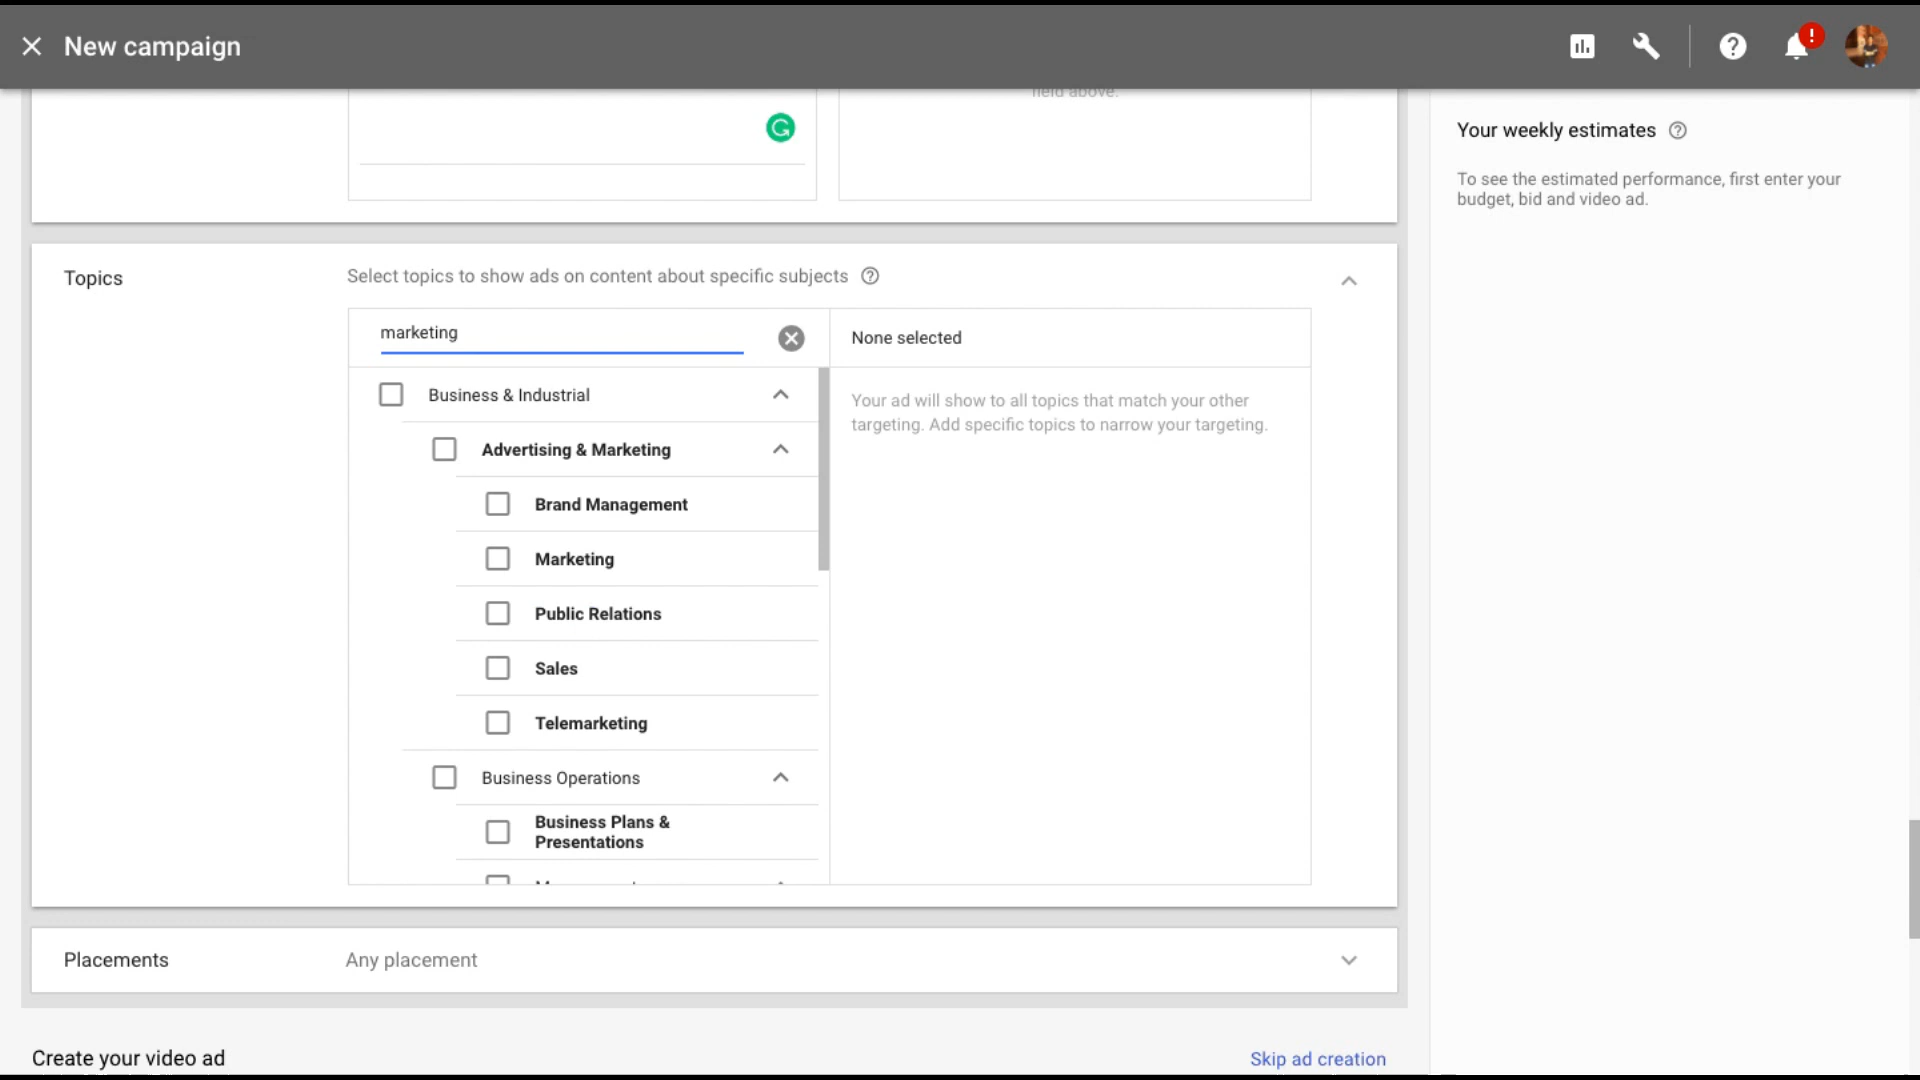 New campaign
!
field above.
Your weekly estimates
To see the estimated performance, first enter your
budget, bid and video ad.
Topics
Select topics to show ads on content about specific subjects
marketing
None selected
Business & Industrial
Your ad will show to all topics that match your other
targeting. Add specific topics to narrow your targeting.
Advertising & Marketing
Brand Management
Marketing
Public Relations
Sales
Telemarketing
Business Operations
Business Plans &
Presentations
Placements
Any placement
Create your video ad
Skip ad creation